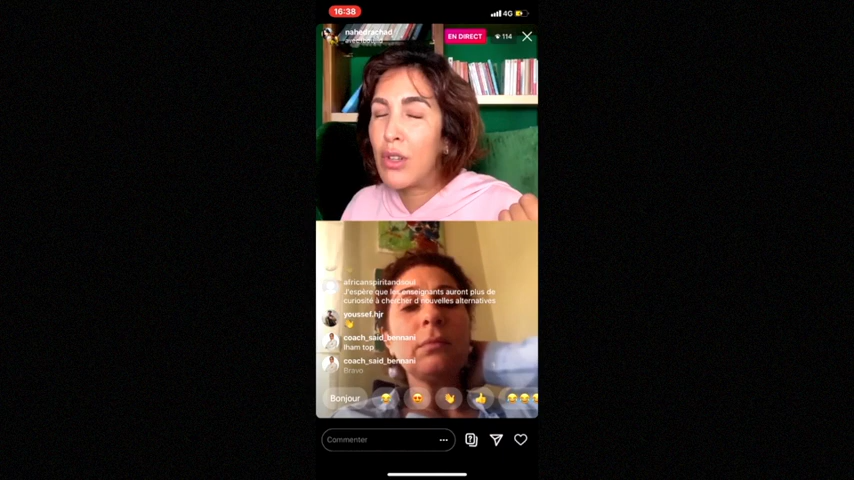 16:38
4G
nahedrachad
EN DIRECT
114
africanspiritandsoul
J'espère que les enseignants auront plus de
curiosité à chercher d nouvelles alternatives
youssef.hjr
coach_said_bennani
Ilham top
coach_said_bennani
Bravo
Bonjour
Commenter